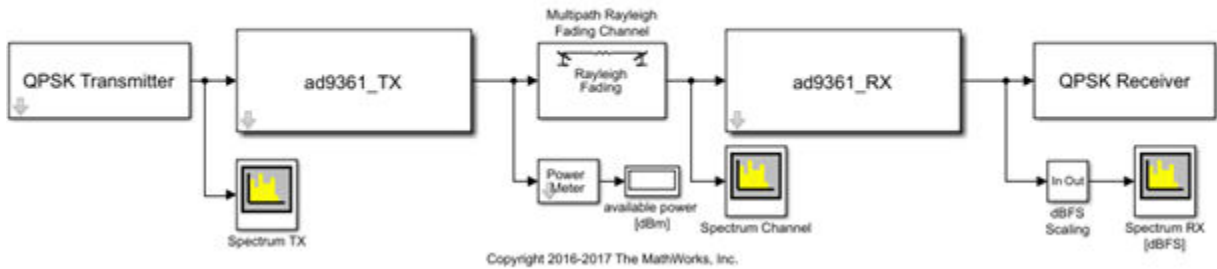 Multipath Rayleigh
Fading Channel
QPSK Transmitter
ad9361_TX
Rayleigh
Fading
ad9361_RX
QPSK Receiver
Spectrum TX
Power
Meter
available power
[dBm]
Spectrum Channel
In Out
dBFS
Scaling
Spectrum RX
[dBFS]
Copyright 2016-2017 The MathWorks, Inc.